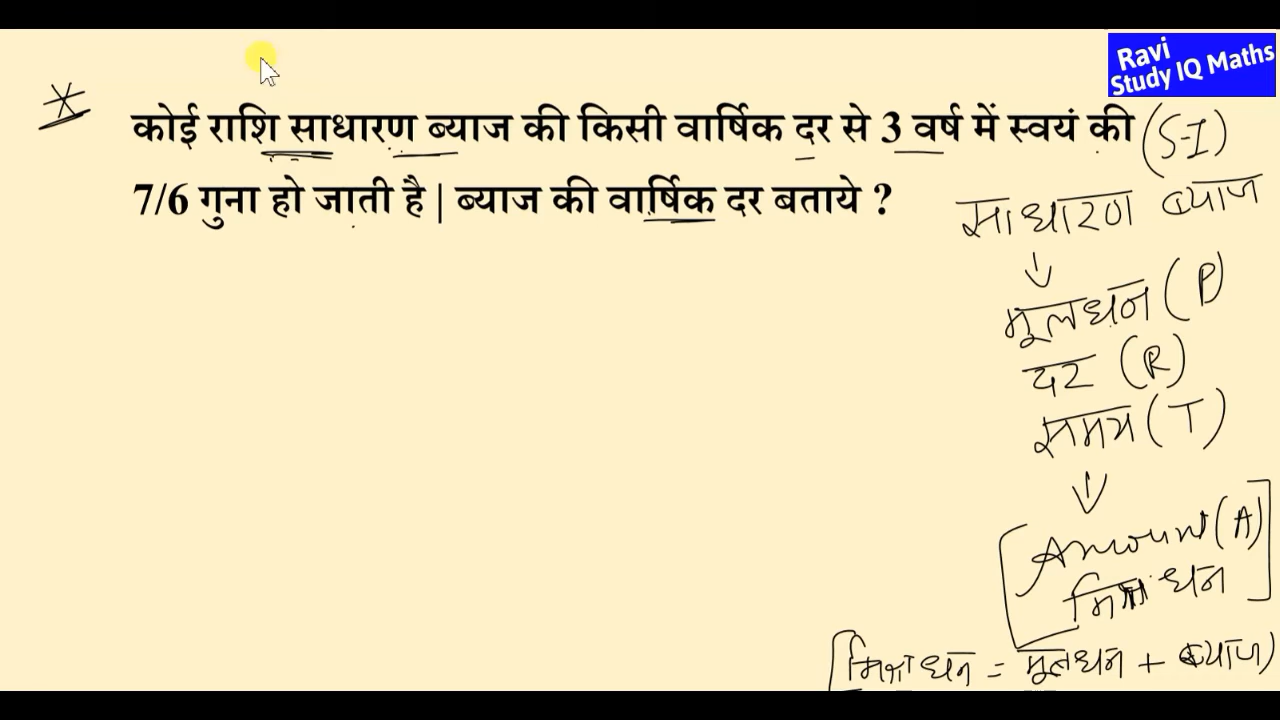 Ravi
Study IQ Maths
कोई राशि साधारण ब्याज की किसी वार्षिक दर से 3 वर्ष में स्वयं की (S-I)
7/6 गुना हो जाती है | ब्याज की वार्षिक दर बताये ?
साधारण ब्याज
मूलधन (P)
दर (R)
समय (T)
[Amount (A)
मिश्रधन]
[मिश्रधन = मूलधन + ब्याज)